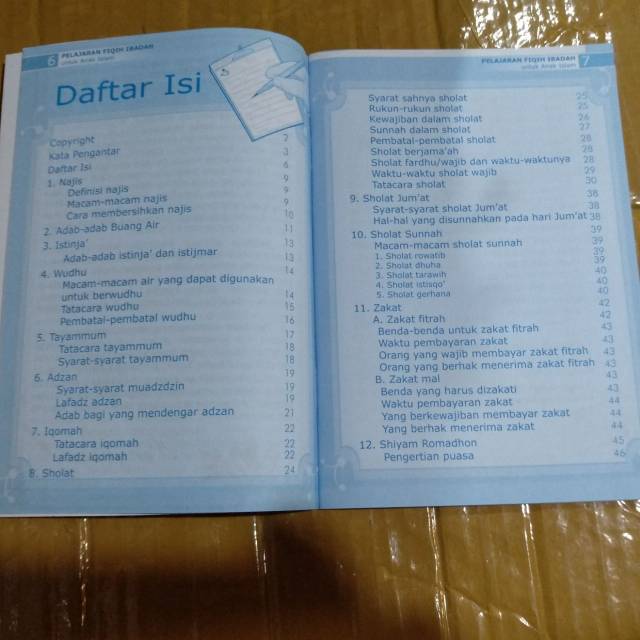 6 PELAJARAN FIQIH IBADAH
untuk Anak Islam
Daftar Isi
Copyright 2
Kata Pengantar 3
Daftar Isi 6
1. Najis 9
Definisi najis 9
Macam-macam najis 9
Cara membersihkan najis 10
2. Adab-adab Buang Air 11
3. Istinja' 13
Adab-adab istinja' dan istijmar 13
4. Wudhu 14
Macam-macam air yang dapat digunakan
untuk berwudhu 14
Tatacara wudhu 15
Pembatal-pembatal wudhu 16
5. Tayammum 17
Tatacara tayammum 18
Syarat-syarat tayammum 18
6. Adzan 19
Syarat-syarat muadzdzin 19
Lafadz adzan 19
Adab bagi yang mendengar adzan 21
7. Iqomah 22
Tatacara iqomah 22
Lafadz iqomah 22
8. Sholat 24
PELAJARAN FIQIH IBADAH 7
untuk Anak Islam
Syarat sahnya sholat 25
Rukun-rukun sholat 25
Kewajiban dalam sholat 26
Sunnah dalam sholat 27
Pembatal-pembatal sholat 28
Sholat berjama'ah 28
Sholat fardhu/wajib dan waktu-waktunya 28
Waktu-waktu sholat wajib 29
Tatacara sholat 30
9. Sholat Jum'at 38
Syarat-syarat sholat Jum'at 38
Hal-hal yang disunnahkan pada hari Jum'at 38
10. Sholat Sunnah 39
Macam-macam sholat sunnah 39
1. Sholat rowatib 39
2. Sholat dhuha 39
3. Sholat tarawih 40
4. Sholat istisqo' 40
5. Sholat gerhana 40
11. Zakat 42
A. Zakat fitrah 42
Benda-benda untuk zakat fitrah 43
Waktu pembayaran zakat 43
Orang yang wajib membayar zakat fitrah 43
Orang yang berhak menerima zakat fitrah 43
B. Zakat mal 43
Benda yang harus dizakati 43
Waktu pembayaran zakat 44
Yang berkewajiban membayar zakat 44
Yang berhak menerima zakat 44
12. Shiyam Romadhon 45
Pengertian puasa 46